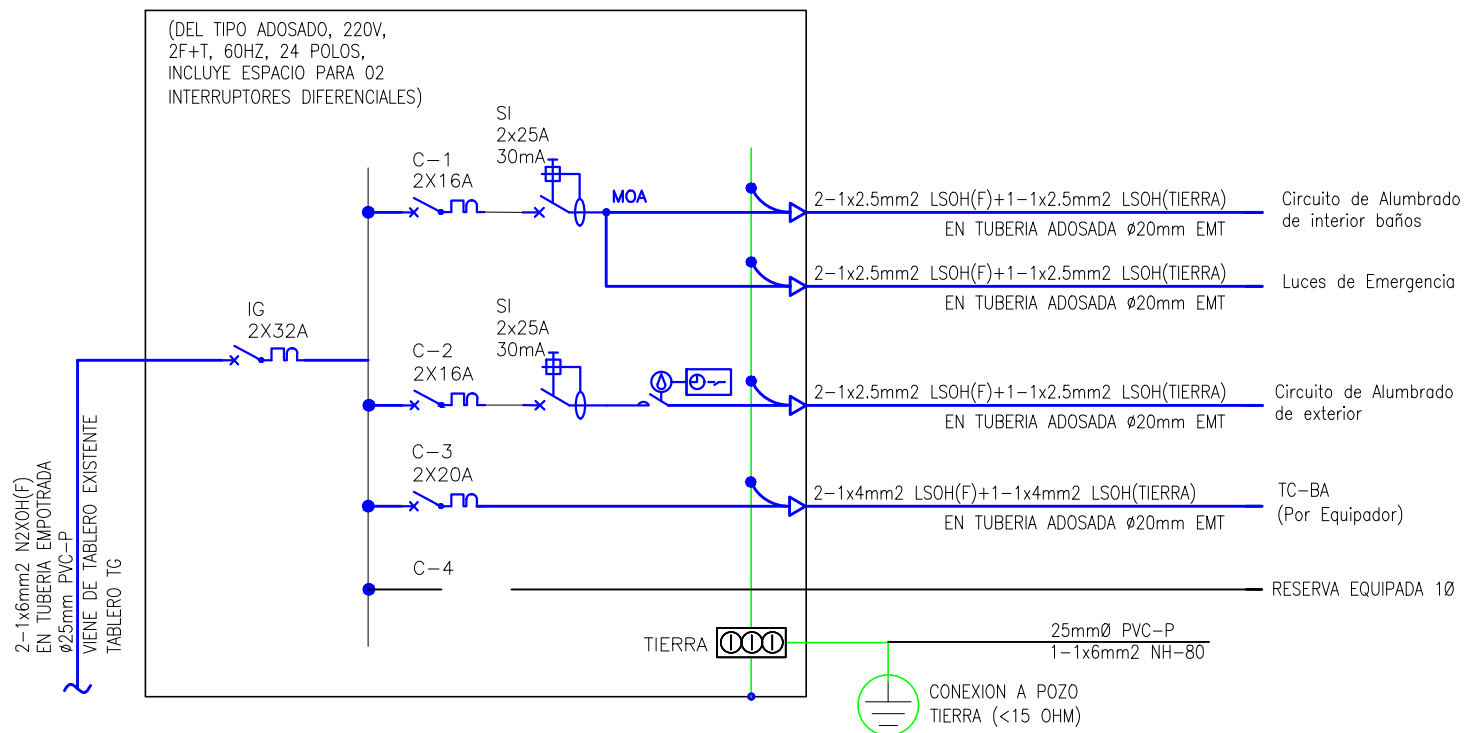 (DEL TIPO ADOSADO, 220V,
2F+T, 60HZ, 24 POLOS,
INCLUYE ESPACIO PARA 02
INTERRUPTORES DIFERENCIALES)
SI
2x25A
30mA
C-1
2X16A
MOA
2-1x2.5mm2 LSOH(F)+1-1x2.5mm2 LSOH(TIERRA)
EN TUBERIA ADOSADA ø20mm EMT
Circuito de Alumbrado
de interior baños
2-1x2.5mm2 LSOH(F)+1-1x2.5mm2 LSOH(TIERRA)
EN TUBERIA ADOSADA ø20mm EMT
Luces de Emergencia
IG
2X32A
SI
2x25A
30mA
C-2
2X16A
2-1x2.5mm2 LSOH(F)+1-1x2.5mm2 LSOH(TIERRA)
EN TUBERIA ADOSADA ø20mm EMT
Circuito de Alumbrado
de exterior
C-3
2X20A
2-1x4mm2 LSOH(F)+1-1x4mm2 LSOH(TIERRA)
EN TUBERIA ADOSADA ø20mm EMT
TC-BA
(Por Equipador)
C-4
RESERVA EQUIPADA 1Ø
2-1x6mm2 N2XOH(F)
EN TUBERIA EMPOTRADA
ø25mm PVC-P
VIENE DE TABLERO EXISTENTE
TABLERO TG
TIERRA
25mmØ PVC-P
1-1x6mm2 NH-80
CONEXION A POZO
TIERRA (<15 OHM)